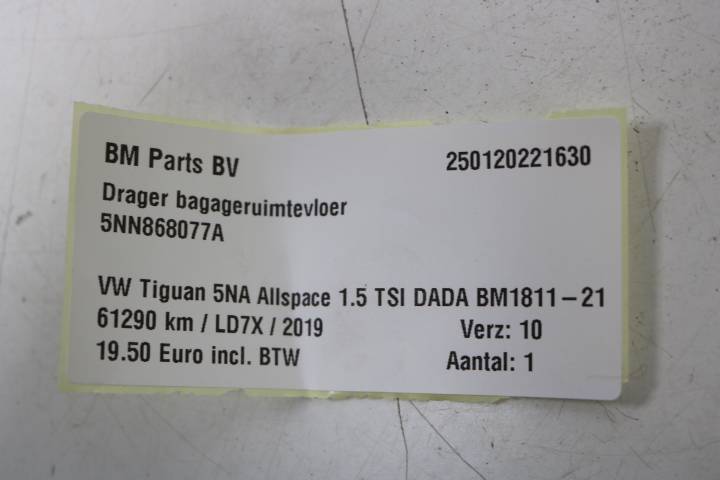 BM Parts BV 250120221630
Drager bagageruimtevloer
5NN868077A
VW Tiguan 5NA Allspace 1.5 TSI DADA BM1811-21
61290 km / LD7X / 2019 Verz: 10
19.50 Euro incl. BTW Aantal: 1